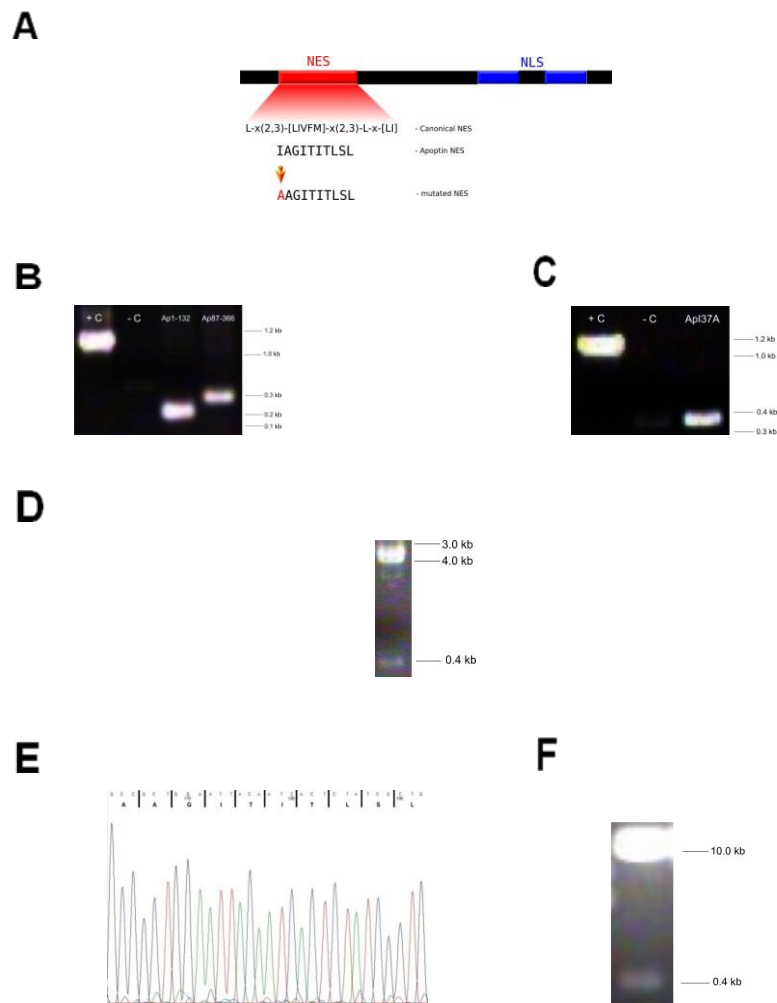 A
NES NLS
L-x(2,3)-[LIVFM]-x(2,3)-L-x-[LI] - Canonical NES
IAGITITLSL - Apoptin NES
AAGITITLSL - mutated NES
B
+ C - C Ap1-132 Ap87-366
1.2 kb
1.0 kb
0.3 kb
0.2 kb
0.1 kb
C
+ C - C ApI37A
1.2 kb
1.0 kb
0.4 kb
0.3 kb
D
3.0 kb
4.0 kb
0.4 kb
E
G C C G C T G G A A T T A C A A T C A C T C T A T C G C T G
A A G I T I T L S L
F
10.0 kb
0.4 kb